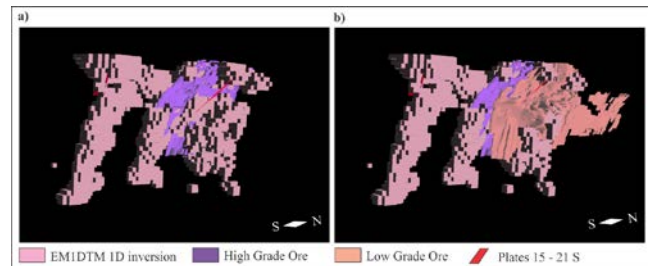 a)
b)
S N
S N
EM1DTM 1D inversion High Grade Ore Low Grade Ore Plates 15 - 21 S